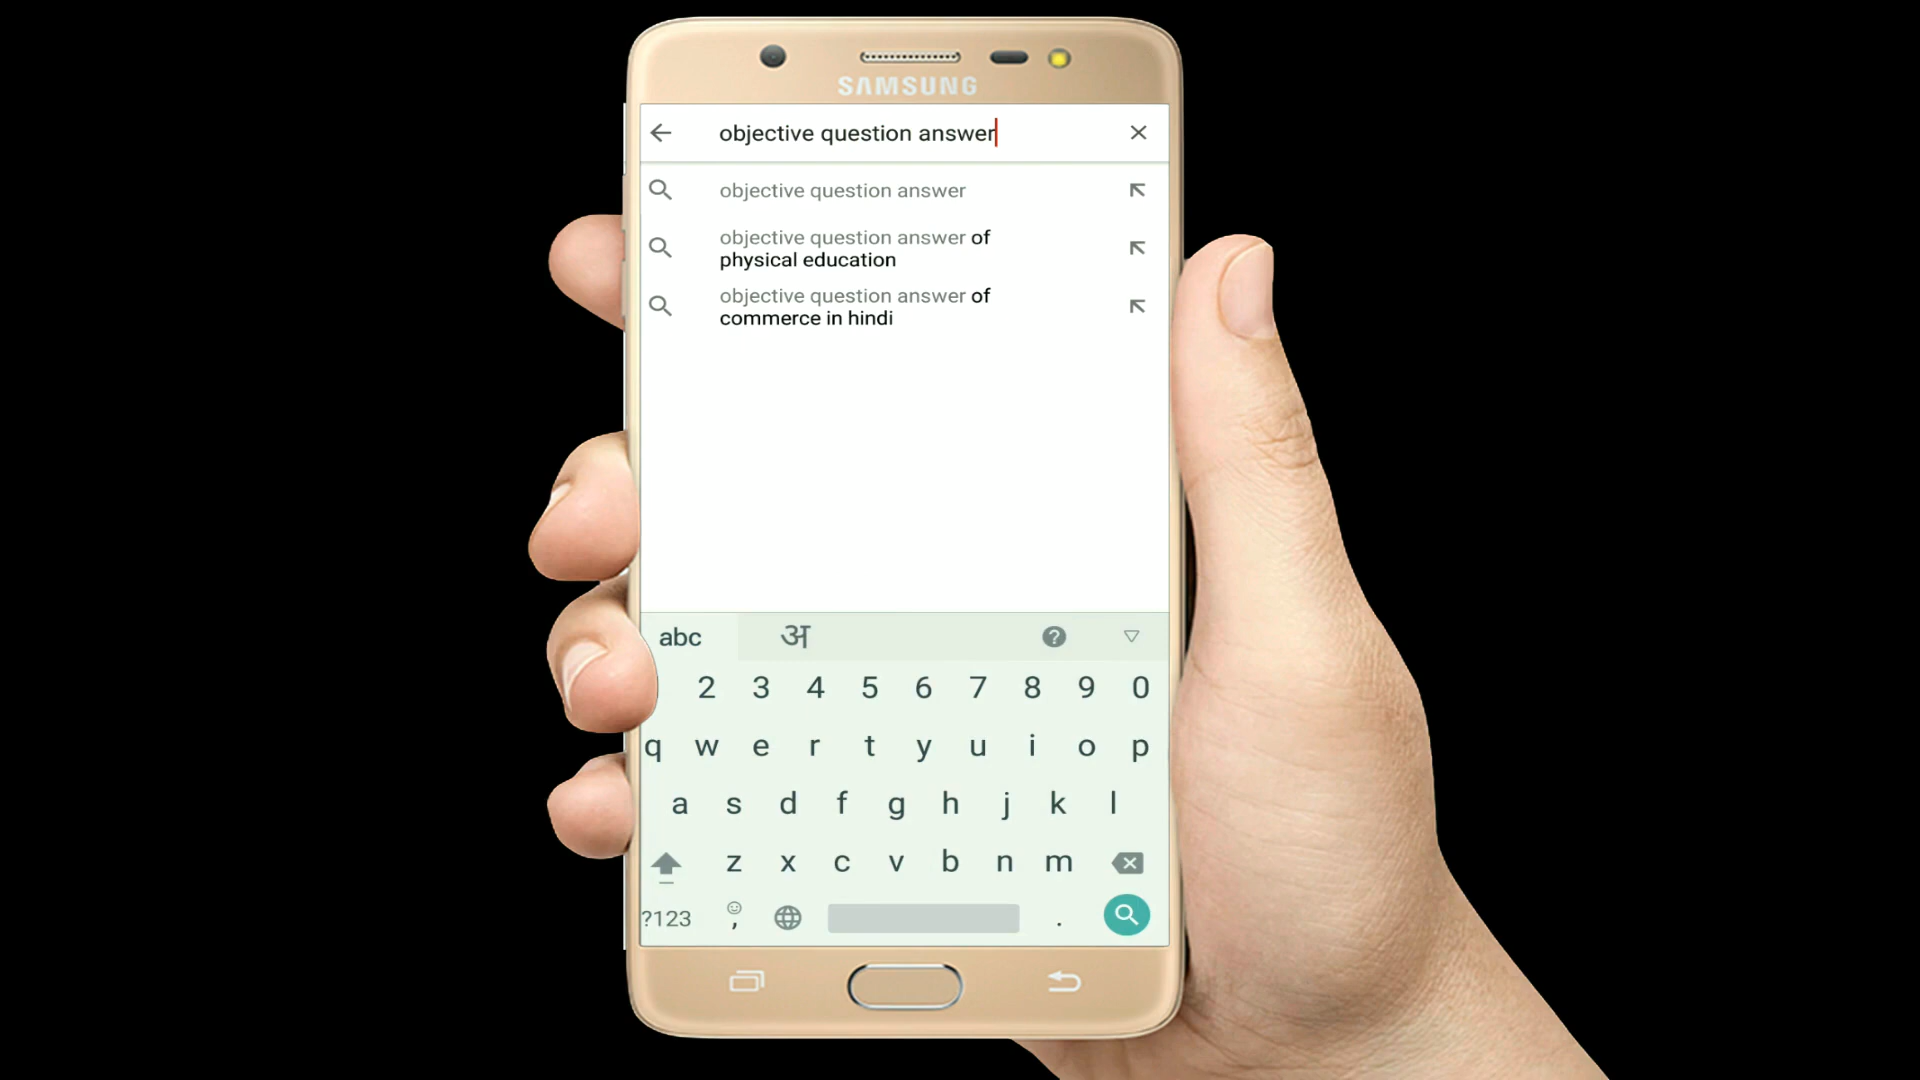 SAMSUNG
objective question answer
objective question answer
objective question answer of
physical education
objective question answer of
commerce in hindi
abc अ ?
2 3 4 5 6 7 8 9 0
q w e r t y u i o p
a s d f g h j k l
z x c v b n m
?123 , .